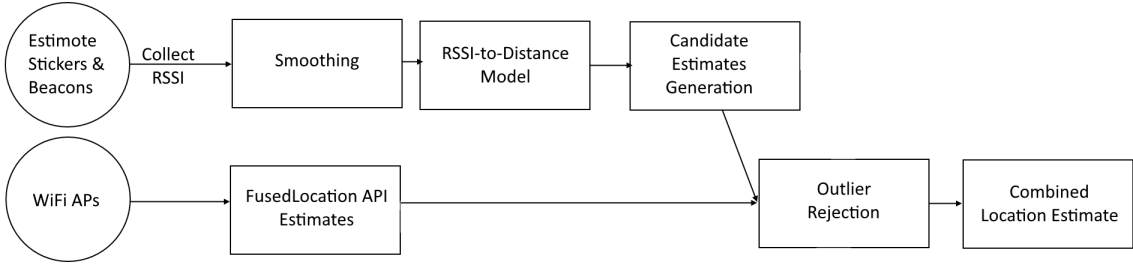 Estimote
Stickers &
Beacons
Collect
RSSI
Smoothing
RSSI-to-Distance
Model
Candidate
Estimates
Generation
WiFi APs
FusedLocation API
Estimates
Outlier
Rejection
Combined
Location Estimate